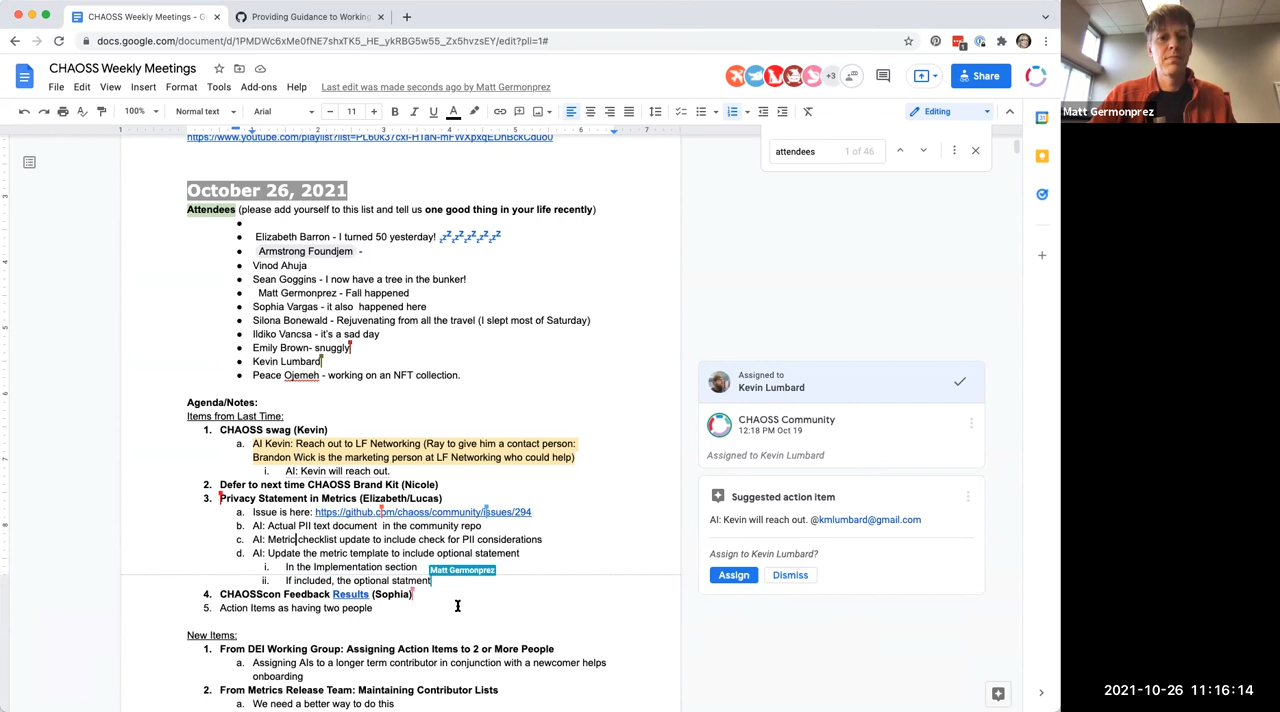 CHAOSS Weekly Meetings - G
Providing Guidance to Working
docs.google.com/document/d/1PMDWc6xMe0fNE7shxTK5_HE_ykRBG5w55_Zx5hvzsEY/edit?pli=1#
CHAOSS Weekly Meetings
+3
Share
File Edit View Insert Format Tools Add-ons Help Last edit was made seconds ago by Matt Germonprez
100% Normal text Arial 11 Editing
Matt Germonprez
attendees 1 of 46
October 26, 2021
Attendees (please add yourself to this list and tell us one good thing in your life recently)
Elizabeth Barron - I turned 50 yesterday! 💤💤💤💤💤💤
Armstrong Foundjem -
Vinod Ahuja
Sean Goggins - I now have a tree in the bunker!
Matt Germonprez - Fall happened
Sophia Vargas - it also happened here
Silona Bonewald - Rejuvenating from all the travel (I slept most of Saturday)
Ildiko Vancsa - it's a sad day
Emily Brown- snuggly
Kevin Lumbard
Peace Ojemeh - working on an NFT collection.
Agenda/Notes:
Items from Last Time:
1. CHAOSS swag (Kevin)
a. AI Kevin: Reach out to LF Networking (Ray to give him a contact person:
Brandon Wick is the marketing person at LF Networking who could help)
i. AI: Kevin will reach out.
2. Defer to next time CHAOSS Brand Kit (Nicole)
3. Privacy Statement in Metrics (Elizabeth/Lucas)
a. Issue is here: https://github.com/chaoss/community/issues/294
b. AI: Actual PII text document in the community repo
c. AI: Metric checklist update to include check for PII considerations
d. AI: Update the metric template to include optional statement
i. In the Implementation section
Matt Germonprez
ii. If included, the optional statment
4. CHAOSScon Feedback Results (Sophia)
5. Action Items as having two people
New Items:
1. From DEI Working Group: Assigning Action Items to 2 or More People
a. Assigning AIs to a longer term contributor in conjunction with a newcomer helps
onboarding
2. From Metrics Release Team: Maintaining Contributor Lists
a. We need a better way to do this
Assigned to
Kevin Lumbard
CHAOSS Community
12:18 PM Oct 19
Assigned to Kevin Lumbard
Suggested action item
AI: Kevin will reach out. @kmlumbard@gmail.com
Assign to Kevin Lumbard?
Assign Dismiss
2021-10-26 11:16:14